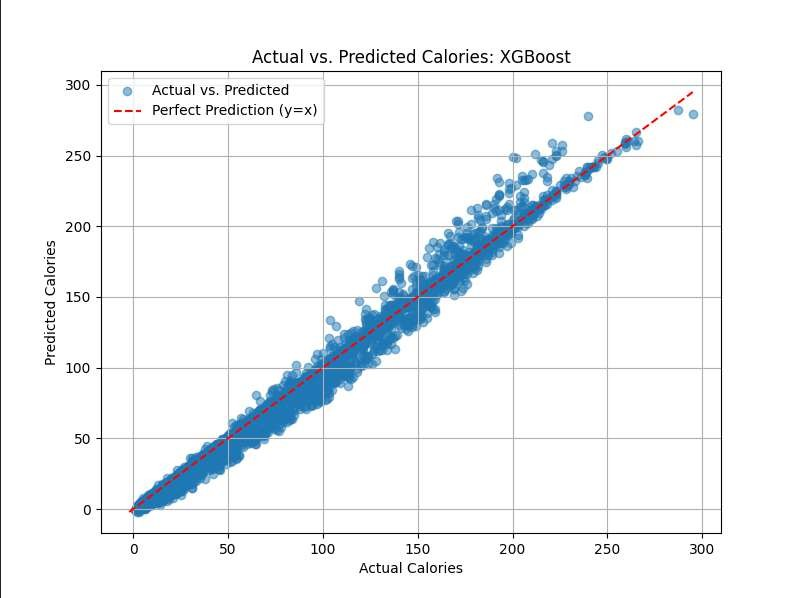 Actual vs. Predicted Calories: XGBoost
Actual vs. Predicted
Perfect Prediction (y=x)
300
250
200
150
100
50
0
Predicted Calories
0 50 100 150 200 250 300
Actual Calories